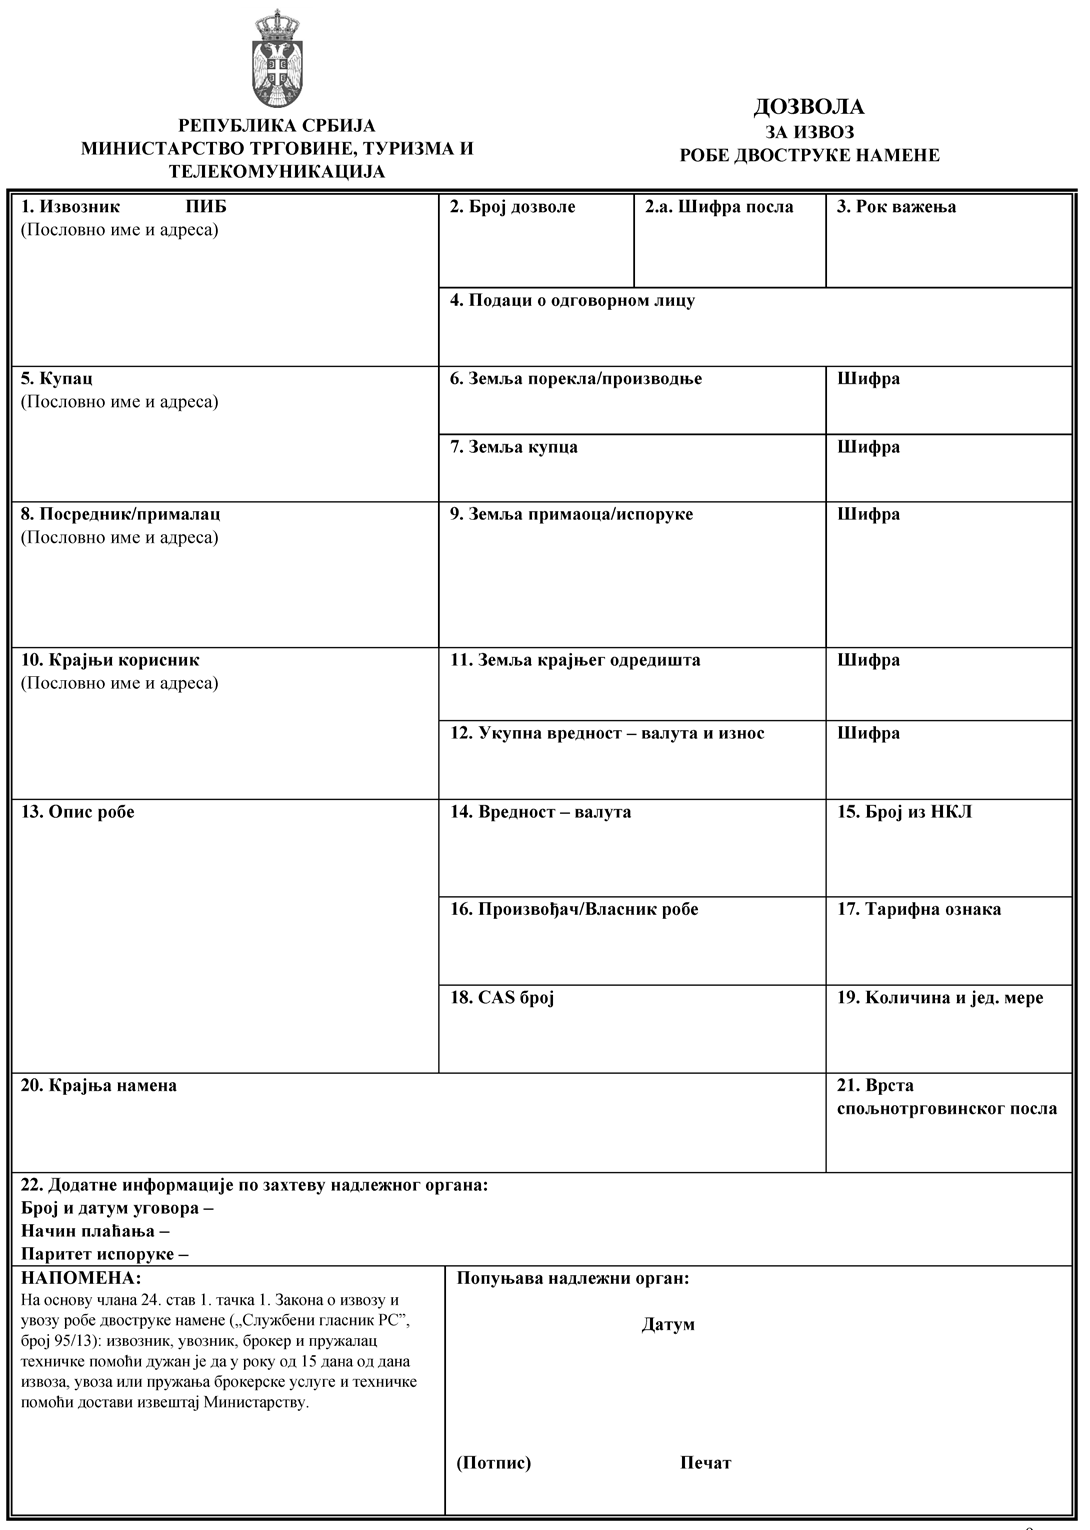 РЕПУБЛИКА СРБИЈА
МИНИСТАРСТВО ТРГОВИНЕ, ТУРИЗМА И
ТЕЛЕКОМУНИКАЦИЈА
ДОЗВОЛА
ЗА ИЗВОЗ
РОБЕ ДВОСТРУКЕ НАМЕНЕ
1. Извозник ПИБ
(Пословно име и адреса)
2. Број дозволе
2.а. Шифра посла
3. Рок важења
4. Подаци о одговорном лицу
5. Купац
(Пословно име и адреса)
6. Земља порекла/производње
Шифра
7. Земља купца
Шифра
8. Посредник/прималац
(Пословно име и адреса)
9. Земља примаоца/испоруке
Шифра
10. Крајњи корисник
(Пословно име и адреса)
11. Земља крајњег одредишта
Шифра
12. Укупна вредност – валута и износ
Шифра
13. Опис робе
14. Вредност – валута
15. Број из НКЛ
16. Произвођач/Власник робе
17. Тарифна ознака
18. CAS број
19. Количина и јед. мере
20. Крајња намена
21. Врста
спољнотрговинског посла
22. Додатне информације по захтеву надлежног органа:
Број и датум уговора –
Начин плаћања –
Паритет испоруке –
НАПОМЕНА:
На основу члана 24. став 1. тачка 1. Закона о извозу и
увозу робе двоструке намене („Службени гласник РС”,
број 95/13): извозник, увозник, брокер и пружалац
техничке помоћи дужан је да у року од 15 дана од дана
извоза, увоза или пружања брокерске услуге и техничке
помоћи достави извештај Министарству.
Попуњава надлежни орган:
Датум
(Потпис) Печат